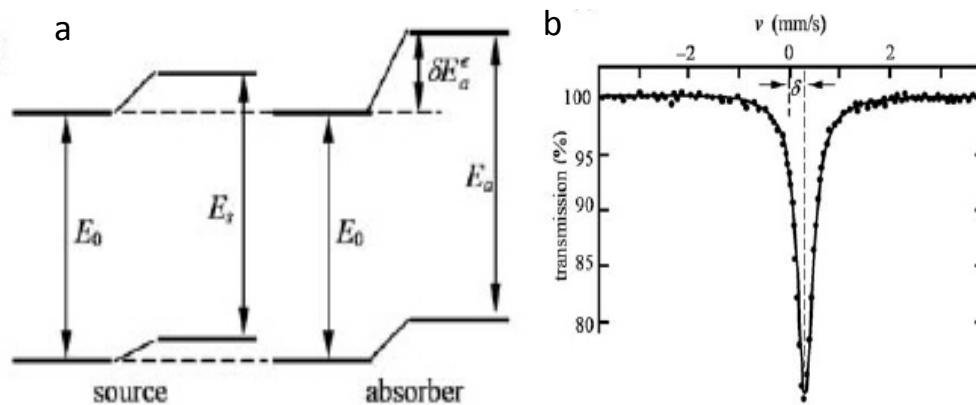 a
δE_a^e
E_0
E_s
E_0
E_a
source
absorber
b
v (mm/s)
−2
0
2
δ
100
95
90
85
80
transmission (%)